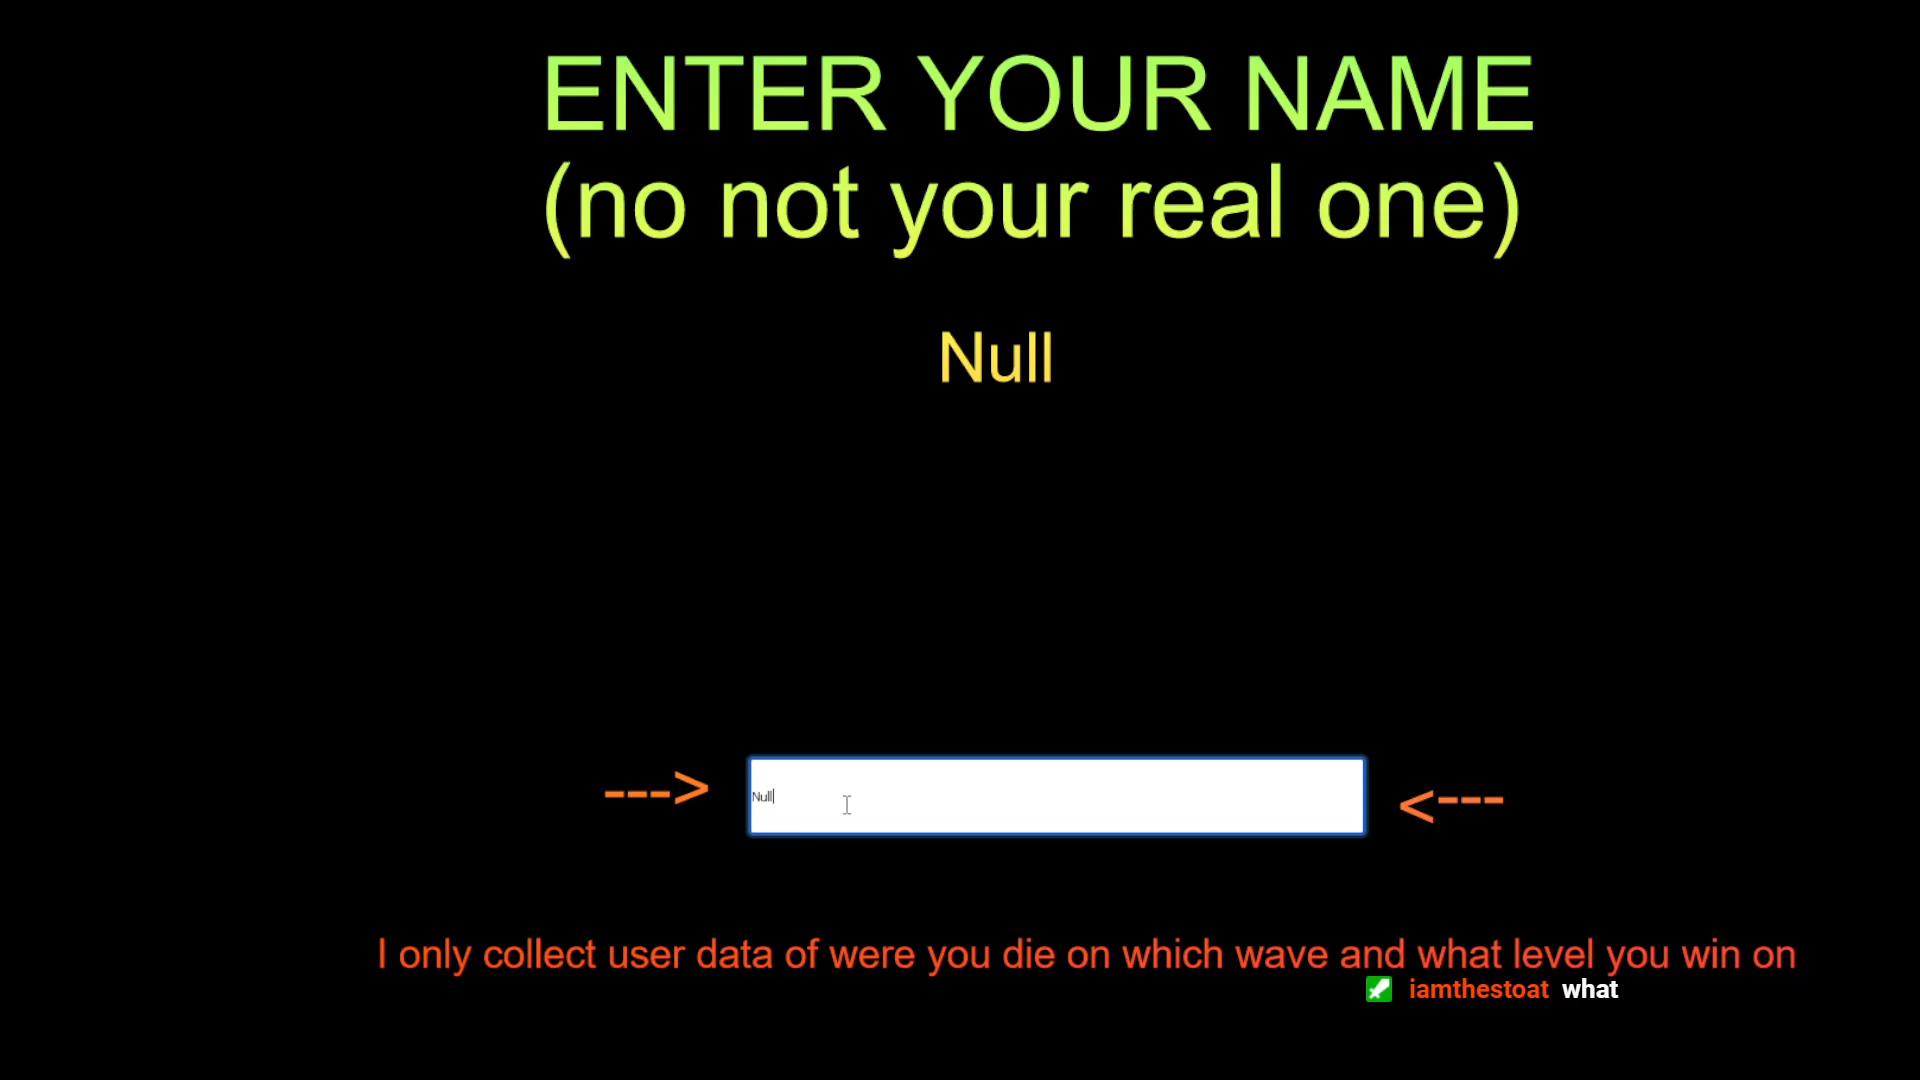 ENTER YOUR NAME
(no not your real one)
Null
--->
Null
<---
I only collect user data of were you die on which wave and what level you win on
iamthestoat what